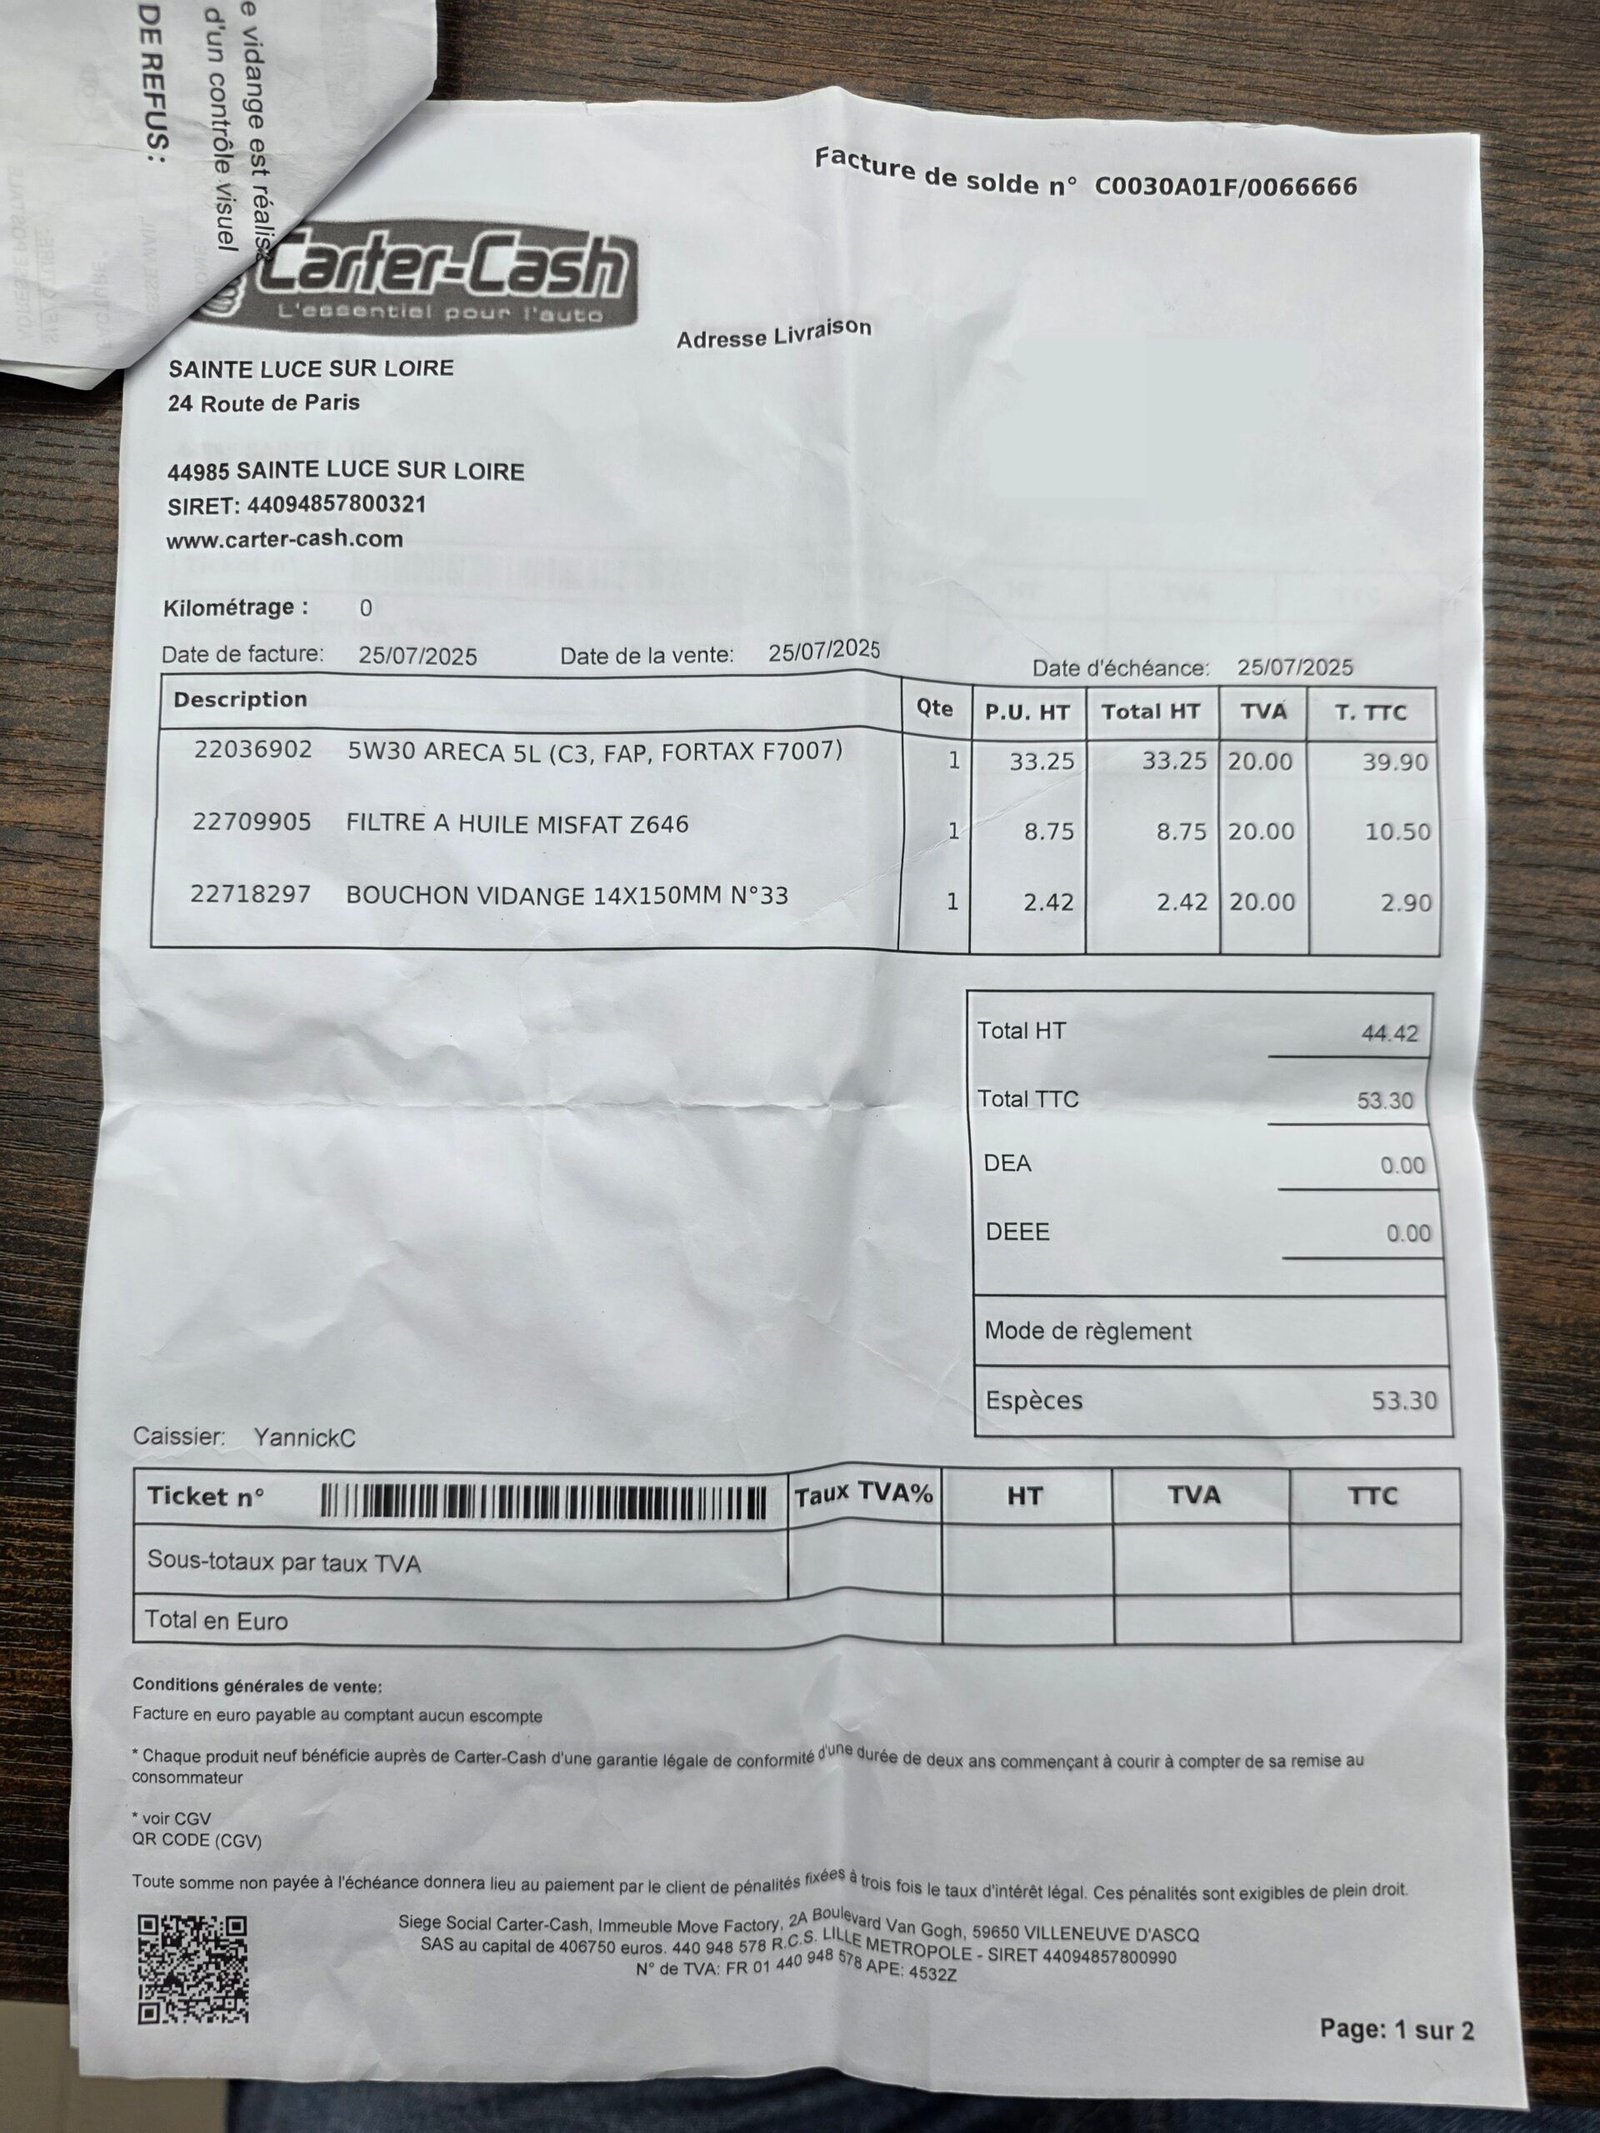 e vidange est réalis
d'un contrôle visuel
DE REFUS :
Facture de solde n° C0030A01F/0066666
Carter-Cash
L'essentiel pour l'auto
Adresse Livraison
SAINTE LUCE SUR LOIRE
24 Route de Paris
44985 SAINTE LUCE SUR LOIRE
SIRET: 44094857800321
www.carter-cash.com
Kilométrage : 0
Date de facture: 25/07/2025 Date de la vente: 25/07/2025 Date d'échéance: 25/07/2025
Description Qte P.U. HT Total HT TVA T. TTC
22036902 5W30 ARECA 5L (C3, FAP, FORTAX F7007) 1 33.25 33.25 20.00 39.90
22709905 FILTRE A HUILE MISFAT Z646 1 8.75 8.75 20.00 10.50
22718297 BOUCHON VIDANGE 14X150MM N°33 1 2.42 2.42 20.00 2.90
Total HT 44.42
Total TTC 53.30
DEA 0.00
DEEE 0.00
Mode de règlement
Espèces 53.30
Caissier: YannickC
Ticket n° Taux TVA% HT TVA TTC
Sous-totaux par taux TVA
Total en Euro
Conditions générales de vente:
Facture en euro payable au comptant aucun escompte
* Chaque produit neuf bénéficie auprès de Carter-Cash d'une garantie légale de conformité d'une durée de deux ans commençant à courir à compter de sa remise au
consommateur
* voir CGV
QR CODE (CGV)
Toute somme non payée à l'échéance donnera lieu au paiement par le client de pénalités fixées à trois fois le taux d'intérêt légal. Ces pénalités sont exigibles de plein droit.
Siege Social Carter-Cash, Immeuble Move Factory, 2A Boulevard Van Gogh, 59650 VILLENEUVE D'ASCQ
SAS au capital de 406750 euros. 440 948 578 R.C.S. LILLE METROPOLE - SIRET 44094857800990
N° de TVA: FR 01 440 948 578 APE: 4532Z
Page: 1 sur 2